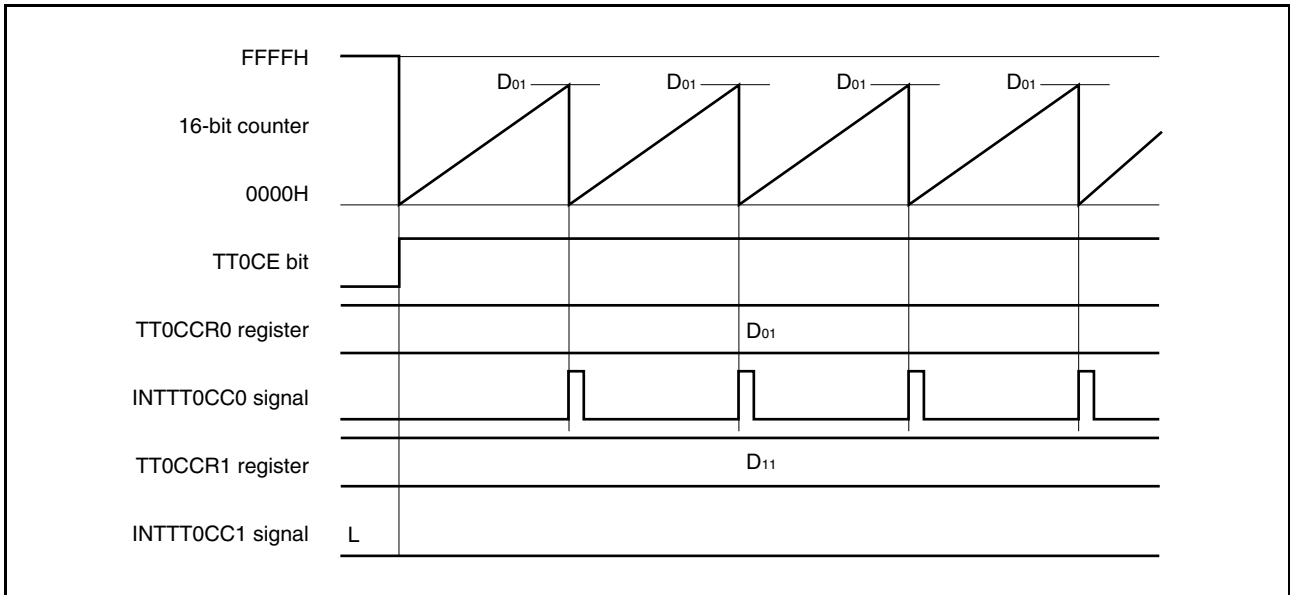 FFFFH
D01 D01 D01 D01
16-bit counter
0000H
TT0CE bit
TT0CCR0 register D01
INTTT0CC0 signal
TT0CCR1 register D11
INTTT0CC1 signal L